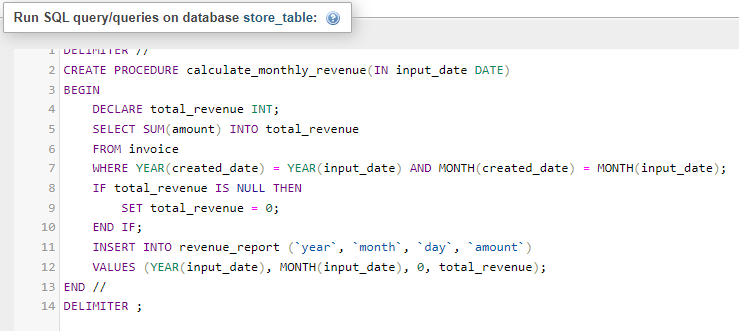 Run SQL query/queries on database store_table:
1 DELIMITER //
2 CREATE PROCEDURE calculate_monthly_revenue(IN input_date DATE)
3 BEGIN
4 DECLARE total_revenue INT;
5 SELECT SUM(amount) INTO total_revenue
6 FROM invoice
7 WHERE YEAR(created_date) = YEAR(input_date) AND MONTH(created_date) = MONTH(input_date);
8 IF total_revenue IS NULL THEN
9 SET total_revenue = 0;
10 END IF;
11 INSERT INTO revenue_report (`year`, `month`, `day`, `amount`)
12 VALUES (YEAR(input_date), MONTH(input_date), 0, total_revenue);
13 END //
14 DELIMITER ;